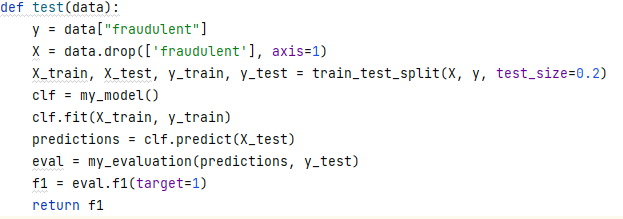 def test(data):
    y = data["fraudulent"]
    X = data.drop(['fraudulent'], axis=1)
    X_train, X_test, y_train, y_test = train_test_split(X, y, test_size=0.2)
    clf = my_model()
    clf.fit(X_train, y_train)
    predictions = clf.predict(X_test)
    eval = my_evaluation(predictions, y_test)
    f1 = eval.f1(target=1)
    return f1